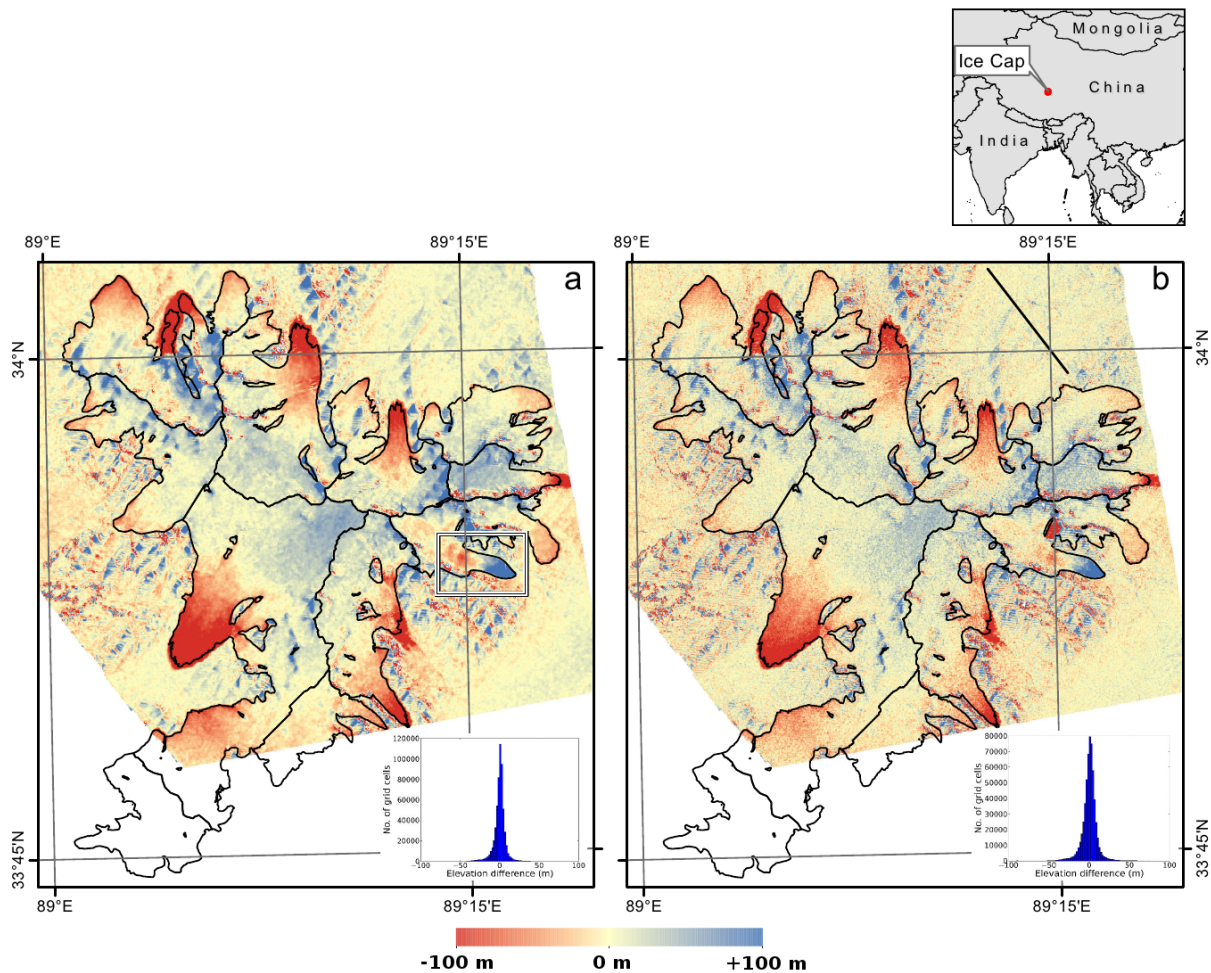 Mongolia
Ice Cap
China
India
89°E
89°15'E
89°E
89°15'E
a
b
34°N
34°N
120000
100000
80000
60000
40000
20000
0
No. of grid cells
−100
−50
0
50
100
Elevation difference (m)
80000
70000
60000
50000
40000
30000
20000
10000
0
No. of grid cells
−100
−50
0
50
100
Elevation difference (m)
33°45'N
33°45'N
89°E
89°15'E
89°E
89°15'E
-100 m
0 m
+100 m